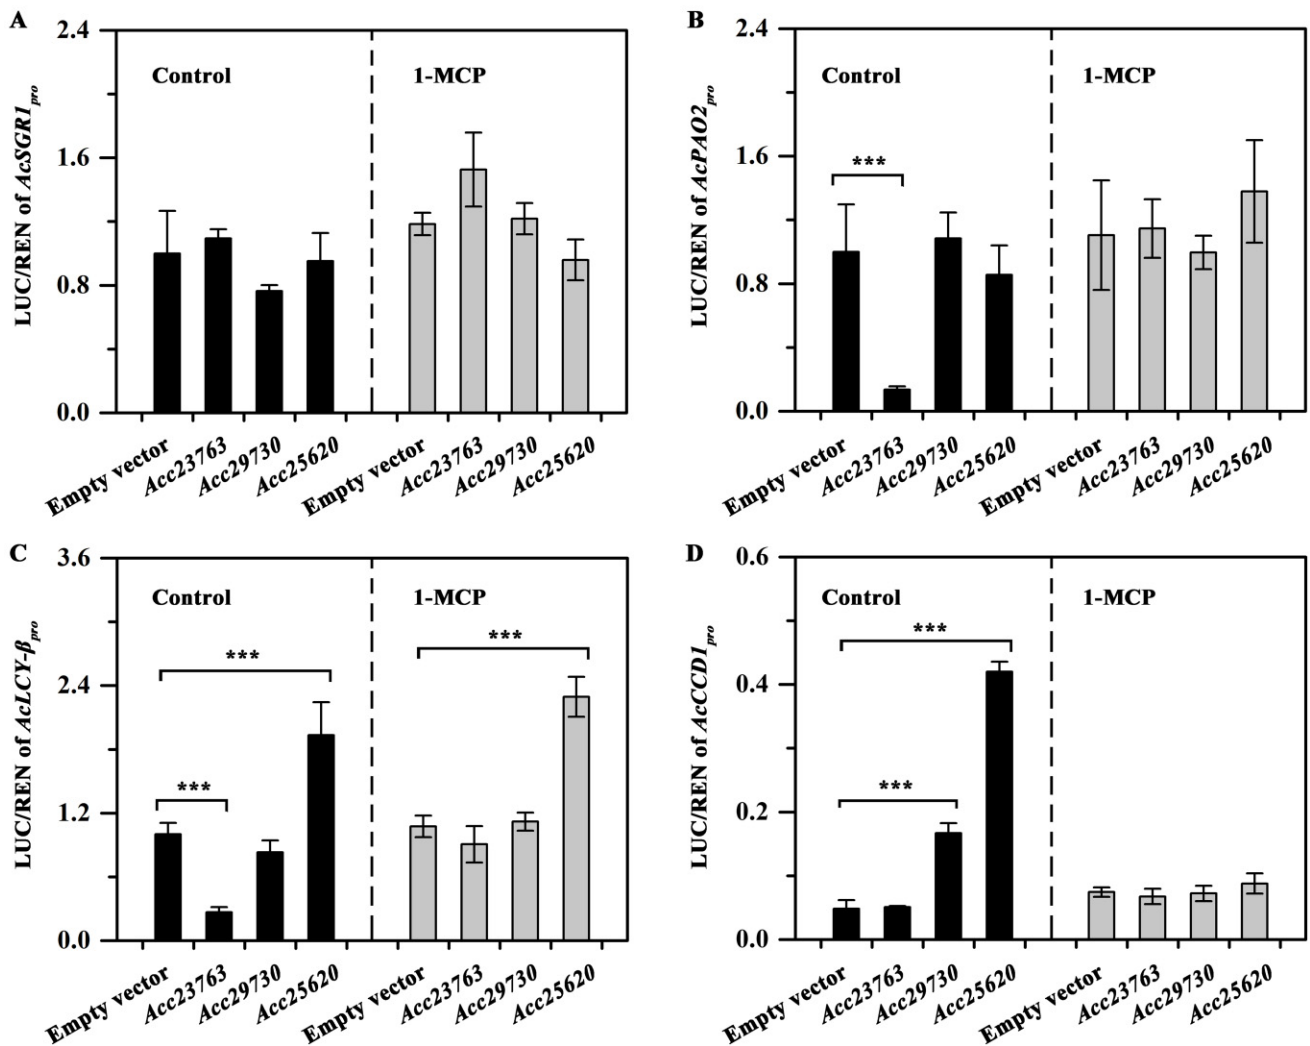 A
LUC/REN of AcSGR1pro
2.4
1.6
0.8
0.0
Control
1-MCP
Empty vector
Acc23763
Acc29730
Acc25620
Empty vector
Acc23763
Acc29730
Acc25620
B
LUC/REN of AcPAO2pro
2.4
1.6
0.8
0.0
Control
1-MCP
***
Empty vector
Acc23763
Acc29730
Acc25620
Empty vector
Acc23763
Acc29730
Acc25620
C
LUC/REN of AcLCY-βpro
3.6
2.4
1.2
0.0
Control
1-MCP
***
***
***
Empty vector
Acc23763
Acc29730
Acc25620
Empty vector
Acc23763
Acc29730
Acc25620
D
LUC/REN of AcCCD1pro
0.6
0.4
0.2
0.0
Control
1-MCP
***
***
Empty vector
Acc23763
Acc29730
Acc25620
Empty vector
Acc23763
Acc29730
Acc25620